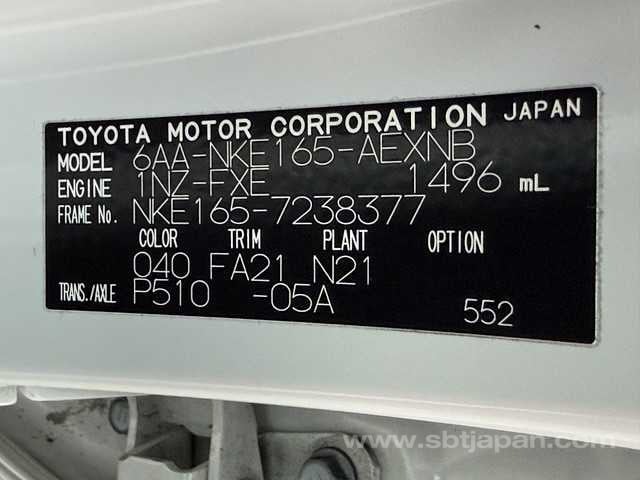 TOYOTA MOTOR CORPORATION JAPAN
MODEL 6AA-NKE165-AEXNB
ENGINE 1NZ-FXE 1496 mL
FRAME No. NKE165-7238377
COLOR TRIM PLANT OPTION
040 FA21 N21
TRANS./AXLE P510 -05A
552
www.sbtjapan.com